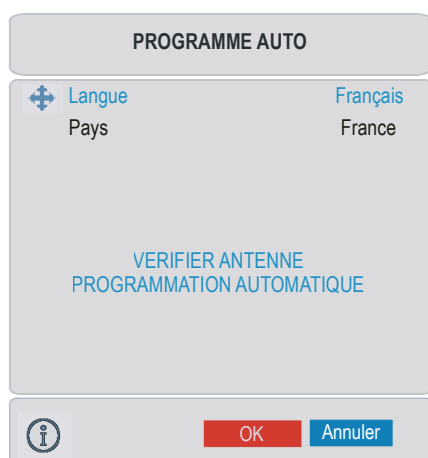 PROGRAMME AUTO
Langue Français
Pays France
VERIFIER ANTENNE
PROGRAMMATION AUTOMATIQUE
OK Annuler